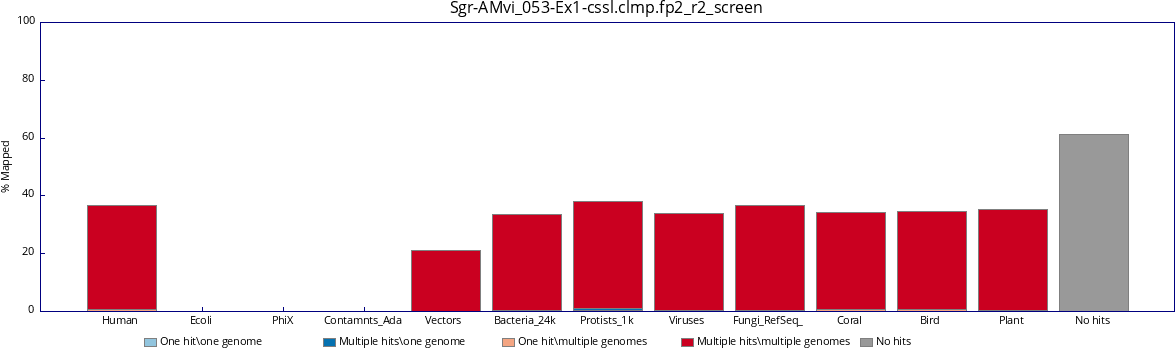 Sgr-AMvi_053-Ex1-cssl.clmp.fp2_r2_screen
100
80
60
40
20
0
% Mapped
Human Ecoli PhiX Contamnts_Ada Vectors Bacteria_24k Protists_1k Viruses Fungi_RefSeq_ Coral Bird Plant No hits
One hit\one genome Multiple hits\one genome One hit\multiple genomes Multiple hits\multiple genomes No hits